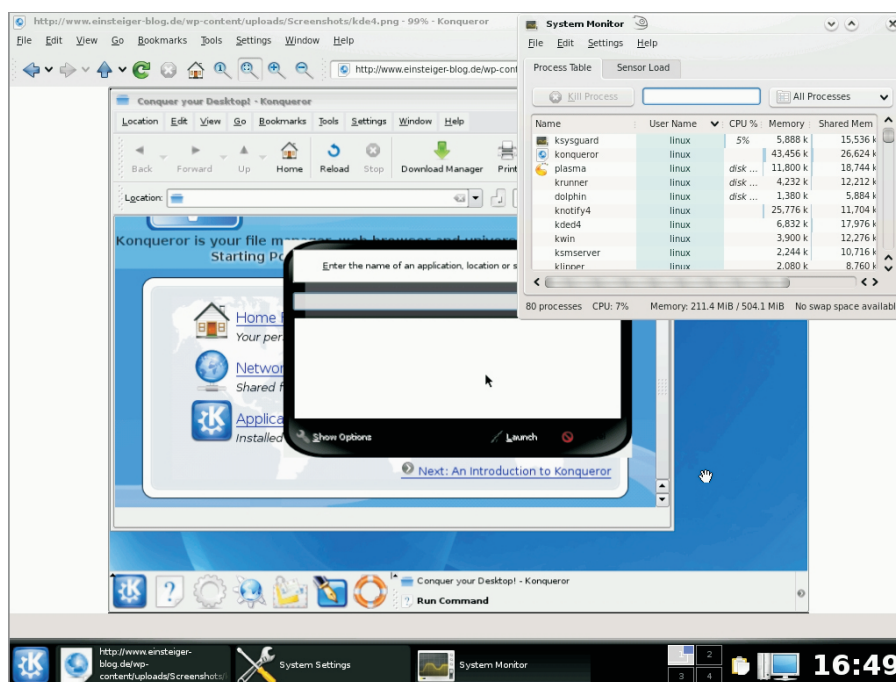 http://www.einsteiger-blog.de/wp-content/uploads/Screenshots/kde4.png - 99% - Konqueror
File Edit View Go Bookmarks Tools Settings Window Help
http://www.einsteiger-blog.de/wp-cont
Conquer your Desktop! - Konqueror
Location Edit View Go Bookmarks Tools Settings Window Help
Back Forward Up Home Reload Stop Download Manager Print
Location:
Konqueror is your file manager, web browser and univers
Starting Po
Home F
Your per
Networ
Shared f
Applica
Installed
Next: An Introduction to Konqueror
Enter the name of an application, location or s
Show Options Launch
System Monitor
File Edit Settings Help
Process Table Sensor Load
Kill Process All Processes
Name User Name CPU % Memory Shared Mem
ksysguard linux 5% 5,888 k 15,536 k
konqueror linux 43,456 k 26,624 k
plasma linux disk ... 11,800 k 18,744 k
krunner linux disk ... 4,232 k 12,212 k
dolphin linux disk ... 1,380 k 5,884 k
knotify4 linux 25,776 k 11,704 k
kded4 linux 6,832 k 17,976 k
kwin linux 3,900 k 12,276 k
ksmserver linux 2,244 k 10,716 k
klipper linux 2,080 k 8,760 k
80 processes CPU: 7% Memory: 211.4 MiB / 504.1 MiB No swap space availabl
Conquer your Desktop! - Konqueror
Run Command
http://www.einsteiger-
blog.de/wp-
content/uploads/Screenshots/
System Settings
System Monitor
1 2
3 4
16:49